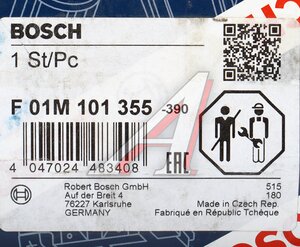 BOSCH
1 St/Pc
F 01M 101 355 -390
4 047024 483408
EAC
Robert Bosch GmbH
Auf der Breit 4
76227 Karlsruhe
GERMANY
515
180
Made in Czech Rep.
Fabriqué en République Tchèque